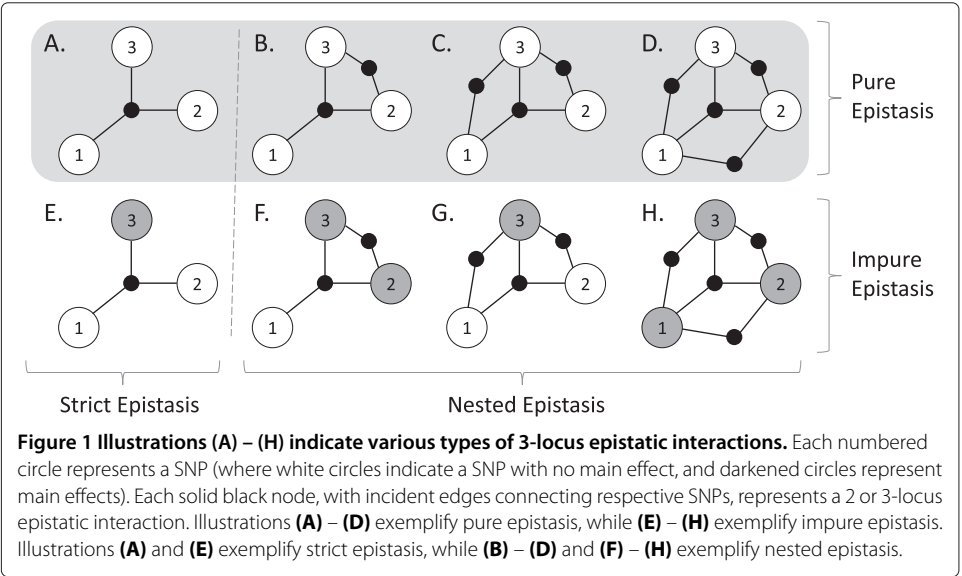 A.
3
2
1
B.
3
2
1
C.
3
2
1
D.
3
2
1
Pure
Epistasis
E.
3
2
1
F.
3
2
1
G.
3
2
1
H.
3
2
1
Impure
Epistasis
Strict Epistasis
Nested Epistasis
Figure 1 Illustrations (A) – (H) indicate various types of 3-locus epistatic interactions. Each numbered
circle represents a SNP (where white circles indicate a SNP with no main effect, and darkened circles represent
main effects). Each solid black node, with incident edges connecting respective SNPs, represents a 2 or 3-locus
epistatic interaction. Illustrations (A) – (D) exemplify pure epistasis, while (E) – (H) exemplify impure epistasis.
Illustrations (A) and (E) exemplify strict epistasis, while (B) – (D) and (F) – (H) exemplify nested epistasis.